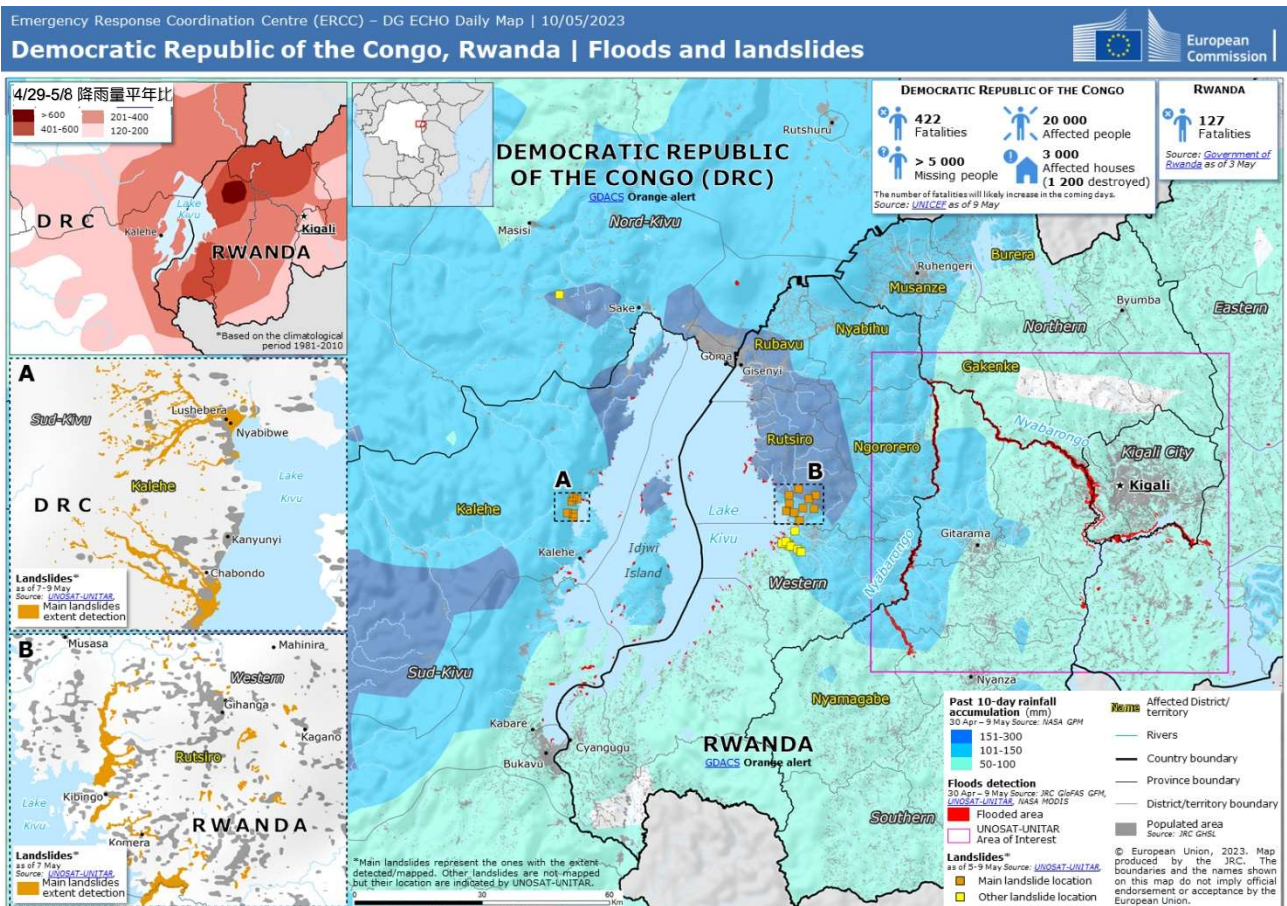 Emergency Response Coordination Centre (ERCC) – DG ECHO Daily Map | 10/05/2023
Democratic Republic of the Congo, Rwanda | Floods and landslides
European
Commission
4/29-5/8 降雨量平年比
>600
401-600
201-400
120-200
Lake
Kivu
DRC
Kalehe
Kigali
RWANDA
*Based on the climatological
period 1981-2010
A
Sud-Kivu
Lushebera
Nyabibwe
Lake
Kivu
DRC
Kalehe
Kanyunyi
Chabondo
Landslides*
as of 7-9 May
Source: UNOSAT-UNITAR,
Main landslides
extent detection
B
Musasa
Mahinira
Western
Gihanga
Kagano
Rutsiro
Kibingo
Lake
Kivu
RWANDA
Komera
Landslides*
as of 7 May
Source: UNOSAT-UNITAR,
Main landslides
extent detection
DEMOCRATIC REPUBLIC
OF THE CONGO (DRC)
GDACS Orange alert
Nord-Kivu
Rutshuru
Masisi
Sake
Goma
Gisenyi
Rubavu
Nyabihu
Musanze
Ruhengeri
Burera
Byumba
Northern
Eastern
Gakenke
Nyabarongo
Kigali City
Kigali
Rutsiro
Ngororero
A
B
Kalehe
Kalehe
Idjwi
Island
Lake
Kivu
Gitarama
Nyabarongo
Western
Sud-Kivu
Nyanza
Nyamagabe
Kabare
Bukavu
Cyangugu
RWANDA
GDACS Orange alert
Southern
*Main landslides represent the ones with the extent
detected/mapped. Other landslides are not mapped
but their location are indicated by UNOSAT-UNITAR.
0 30 60
Km
DEMOCRATIC REPUBLIC OF THE CONGO
422
Fatalities
20 000
Affected people
> 5 000
Missing people
3 000
Affected houses
(1 200 destroyed)
The number of fatalities will likely increase in the coming days.
Source: UNICEF as of 9 May
RWANDA
127
Fatalities
Source: Government of
Rwanda as of 3 May
Past 10-day rainfall
accumulation (mm)
30 Apr – 9 May Source: NASA GPM
151-300
101-150
50-100
Floods detection
30 Apr – 9 May Source: JRC GloFAS GFM,
UNOSAT-UNITAR, NASA MODIS
Flooded area
UNOSAT-UNITAR
Area of Interest
Landslides*
as of 5-9 May Source: UNOSAT-UNITAR,
Main landslide location
Other landslide location
Name Affected District/
territory
Rivers
Country boundary
Province boundary
District/territory boundary
Populated area
Source: JRC GHSL
© European Union, 2023. Map
produced by the JRC. The
boundaries and the names shown
on this map do not imply official
endorsement or acceptance by the
European Union.